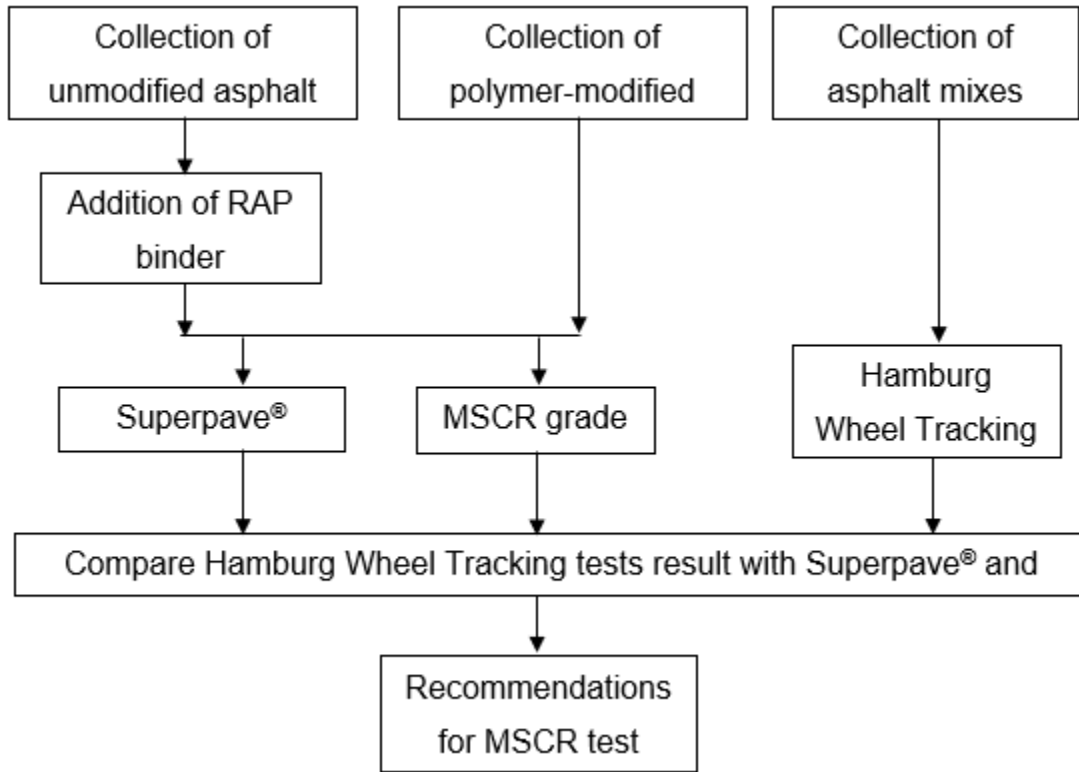 Collection of
unmodified asphalt
Collection of
polymer-modified
Collection of
asphalt mixes
Addition of RAP
binder
Superpave®
MSCR grade
Hamburg
Wheel Tracking
Compare Hamburg Wheel Tracking tests result with Superpave® and
Recommendations
for MSCR test